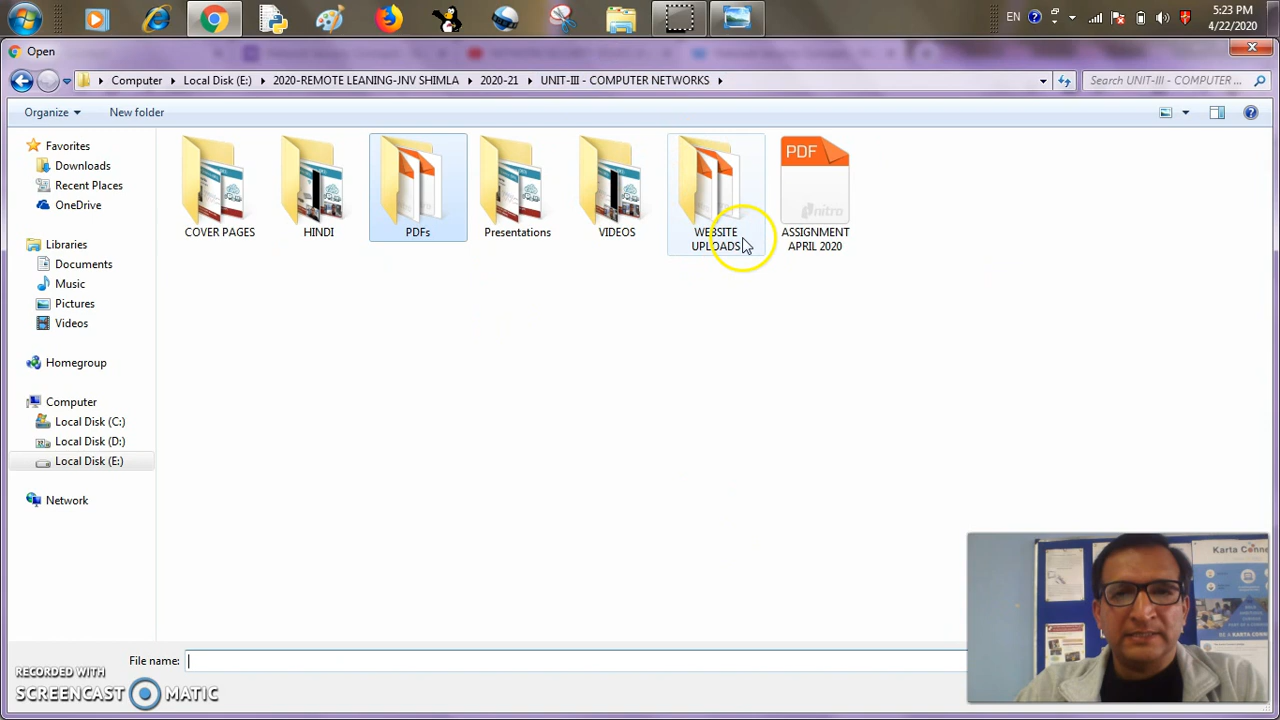 EN
5:23 PM
4/22/2020
Open
Computer
Local Disk (E:)
2020-REMOTE LEANING-JNV SHIMLA
2020-21
UNIT-III - COMPUTER NETWORKS
Search UNIT-III - COMPUTER ...
Organize
New folder
Favorites
Downloads
Recent Places
OneDrive
Libraries
Documents
Music
Pictures
Videos
Homegroup
Computer
Local Disk (C:)
Local Disk (D:)
Local Disk (E:)
Network
COVER PAGES
HINDI
PDFs
Presentations
VIDEOS
WEBSITE
UPLOADS
PDF
nitro
ASSIGNMENT
APRIL 2020
File name:
RECORDED WITH
SCREENCAST MATIC
Karta Conne